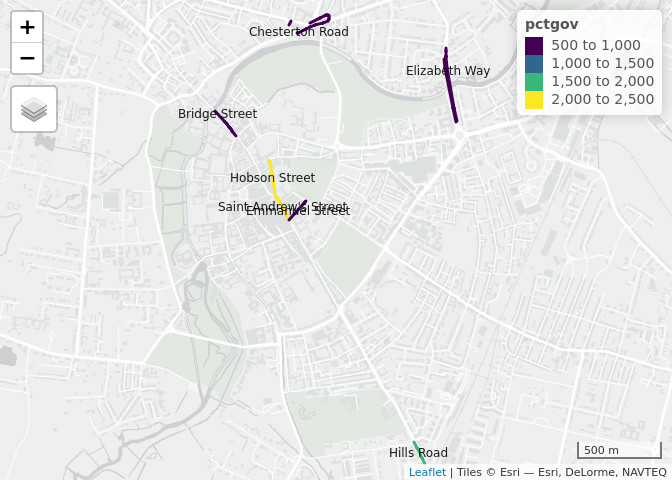 +
−
pctgov
500 to 1,000
1,000 to 1,500
1,500 to 2,000
2,000 to 2,500
Chesterton Road
Elizabeth Way
Bridge Street
Hobson Street
Saint Andrew's Street
Emmanuel Street
Hills Road
500 m
Leaflet | Tiles © Esri — Esri, DeLorme, NAVTEQ